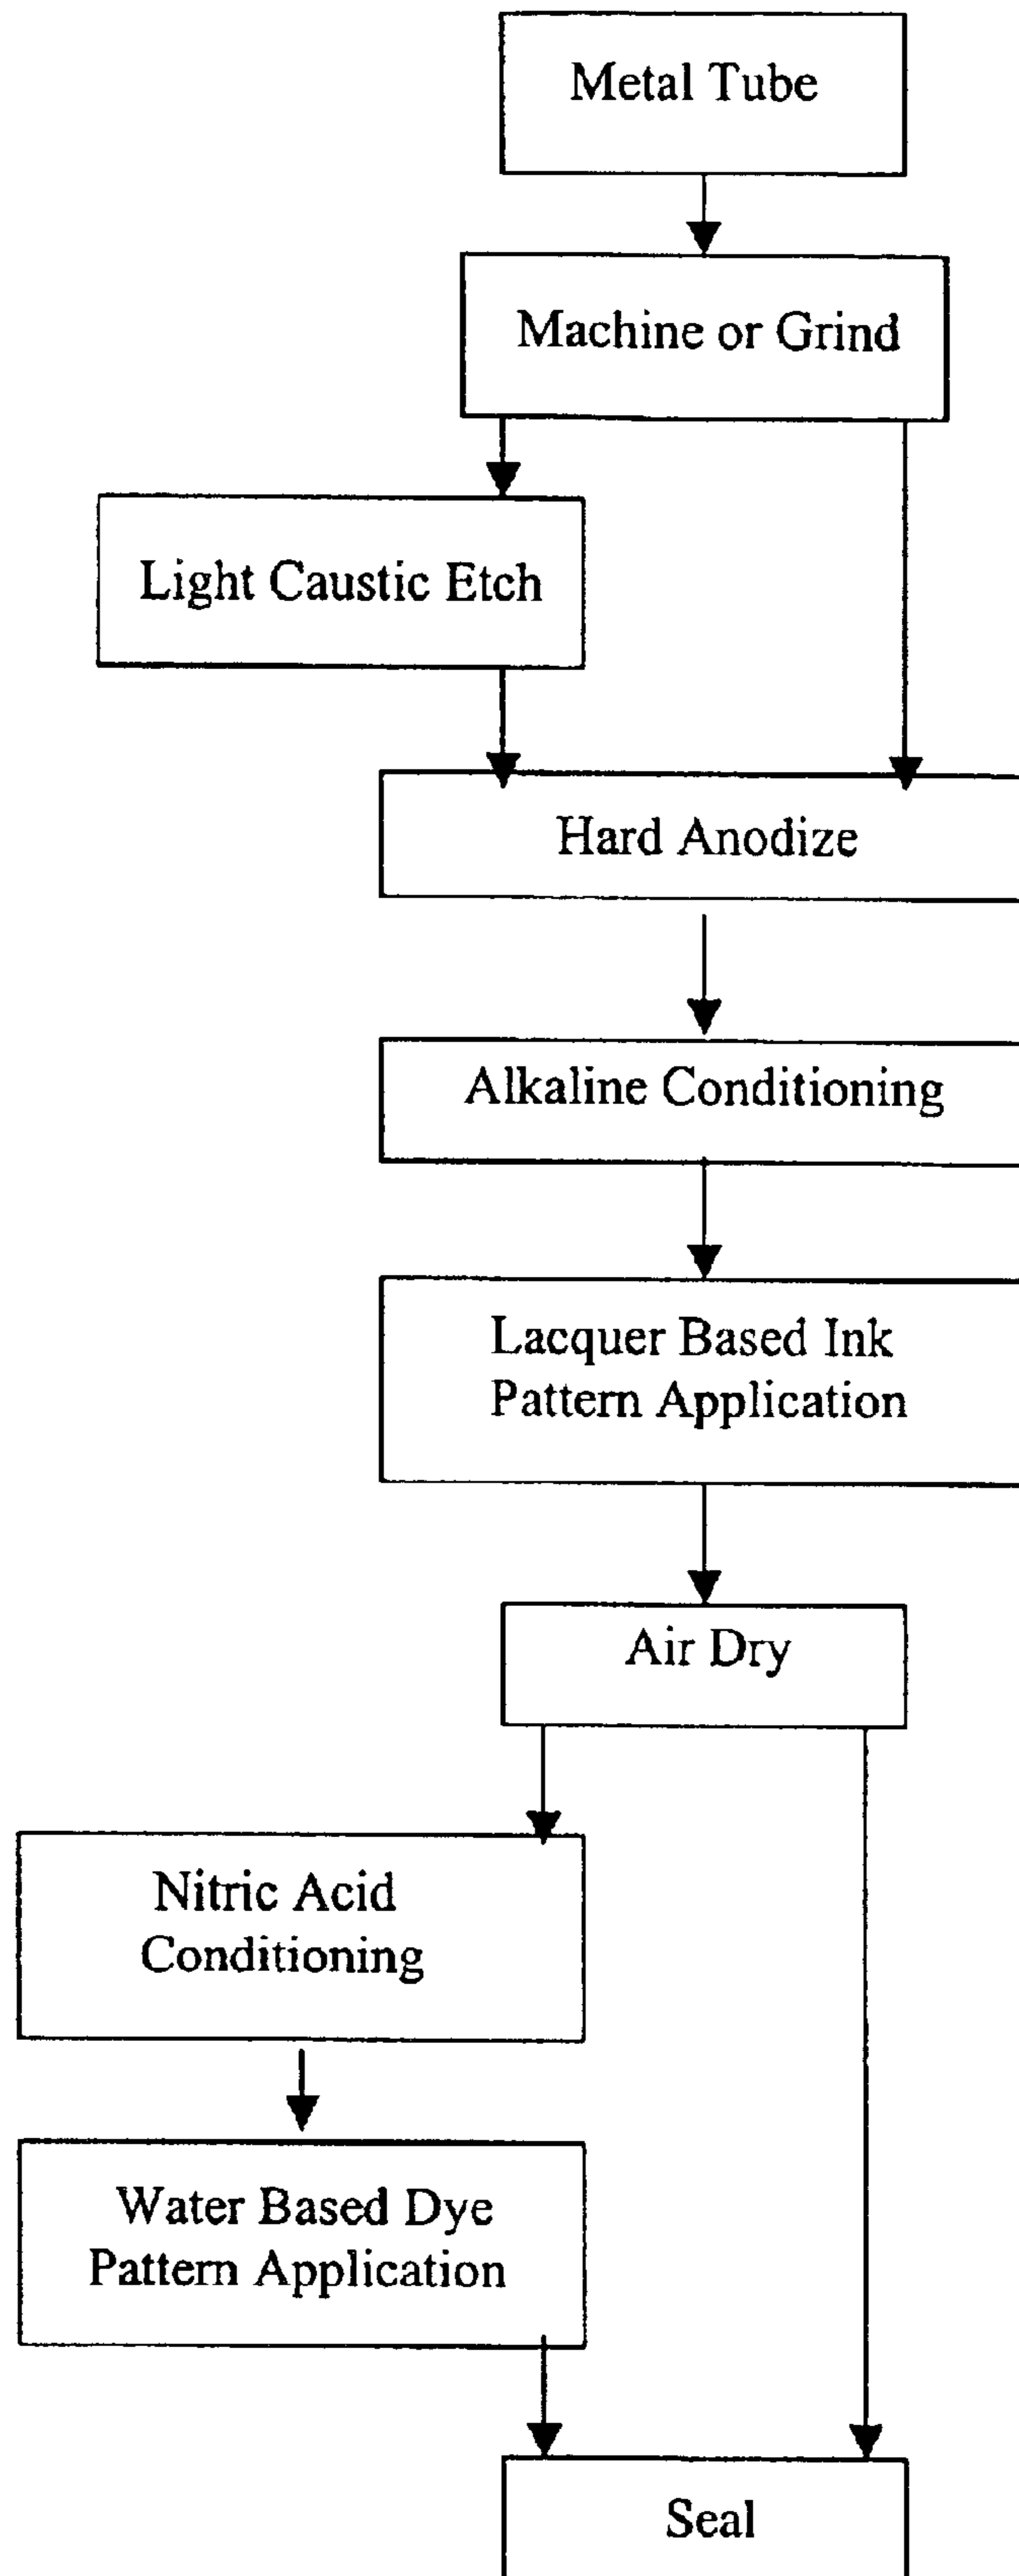 Metal Tube
Machine or Grind
Light Caustic Etch
Hard Anodize
Alkaline Conditioning
Lacquer Based Ink
Pattern Application
Air Dry
Nitric Acid
Conditioning
Water Based Dye
Pattern Application
Seal